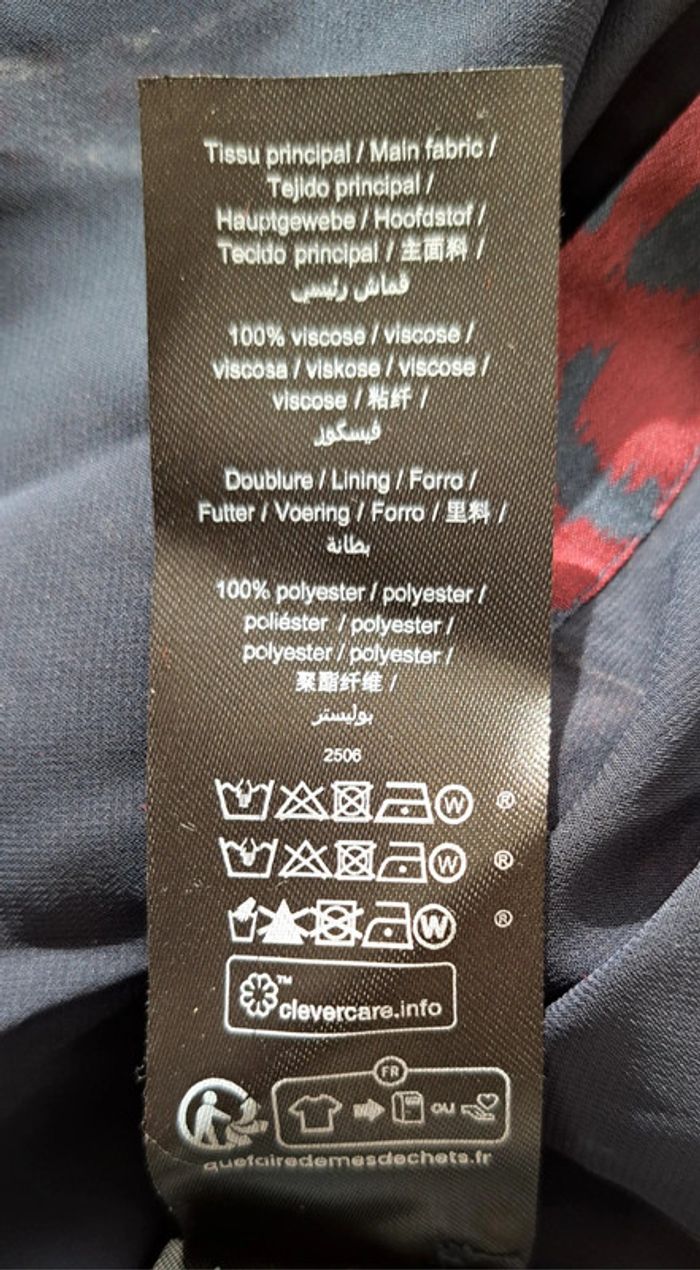 Tissu principal / Main fabric /
Tejido principal /
Hauptgewebe / Hoofdstof /
Tecido principal / 主面料 /
قماش رئيسي
100% viscose / viscose /
viscosa / viskose / viscose /
viscose / 粘纤 /
فيسكوز
Doublure / Lining / Forro /
Futter / Voering / Forro / 里料 /
بطانة
100% polyester / polyester /
poliéster / polyester /
polyester / polyester /
聚酯纤维 /
بوليستر
2506
W ®
W ®
W ®
™
clevercare.info
FR
OU
quefairedemesdechets.fr